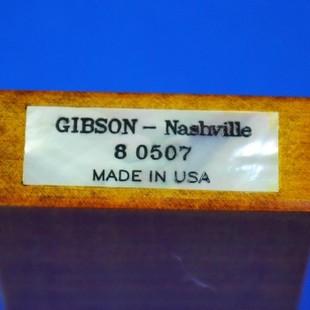 GIBSON – Nashville
8 0507
MADE IN USA